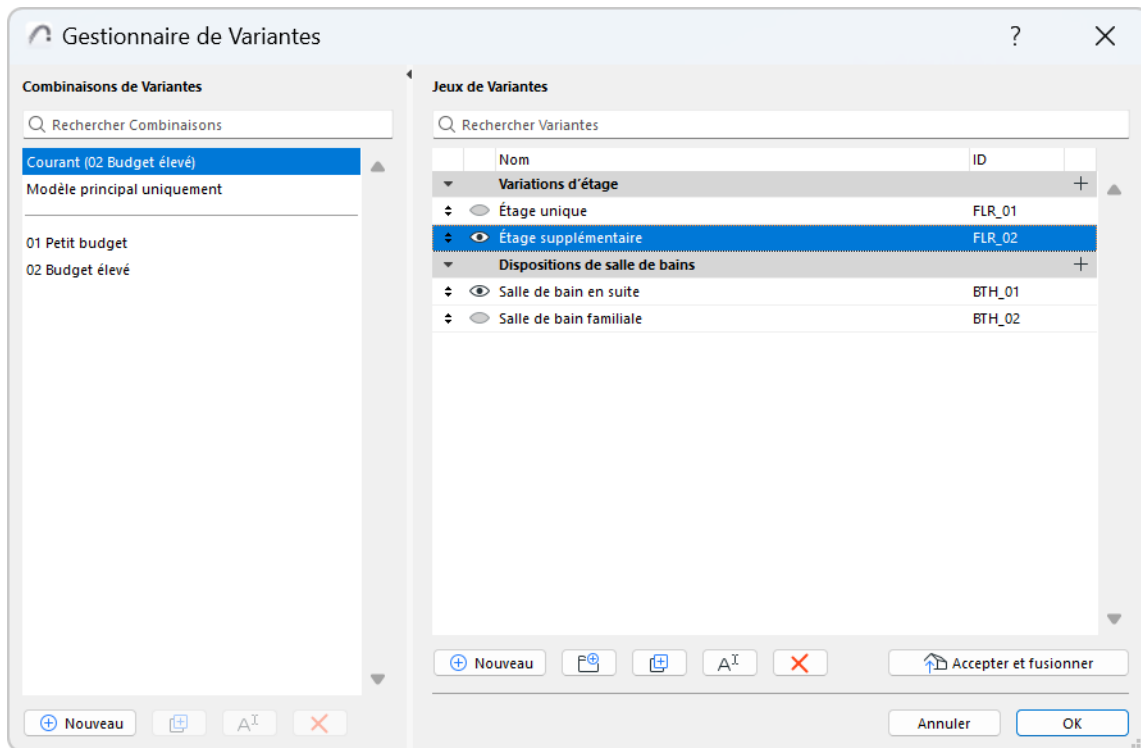 Gestionnaire de Variantes
?
Combinaisons de Variantes
Rechercher Combinaisons
Courant (02 Budget élevé)
Modèle principal uniquement
01 Petit budget
02 Budget élevé
Nouveau
Jeux de Variantes
Rechercher Variantes
Nom ID
Variations d’étage
Étage unique FLR_01
Étage supplémentaire FLR_02
Dispositions de salle de bains
Salle de bain en suite BTH_01
Salle de bain familiale BTH_02
Nouveau Accepter et fusionner
Annuler OK